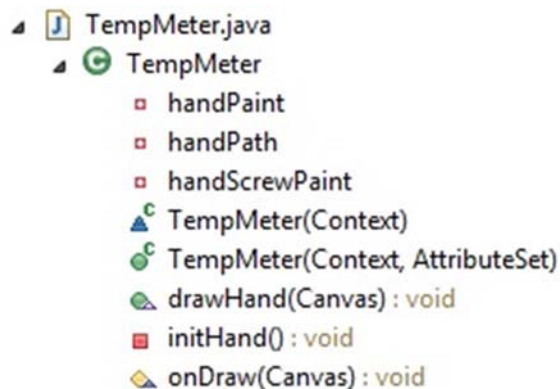 TempMeter.java
TempMeter
handPaint
handPath
handScrewPaint
TempMeter(Context)
TempMeter(Context, AttributeSet)
drawHand(Canvas) : void
initHand() : void
onDraw(Canvas) : void